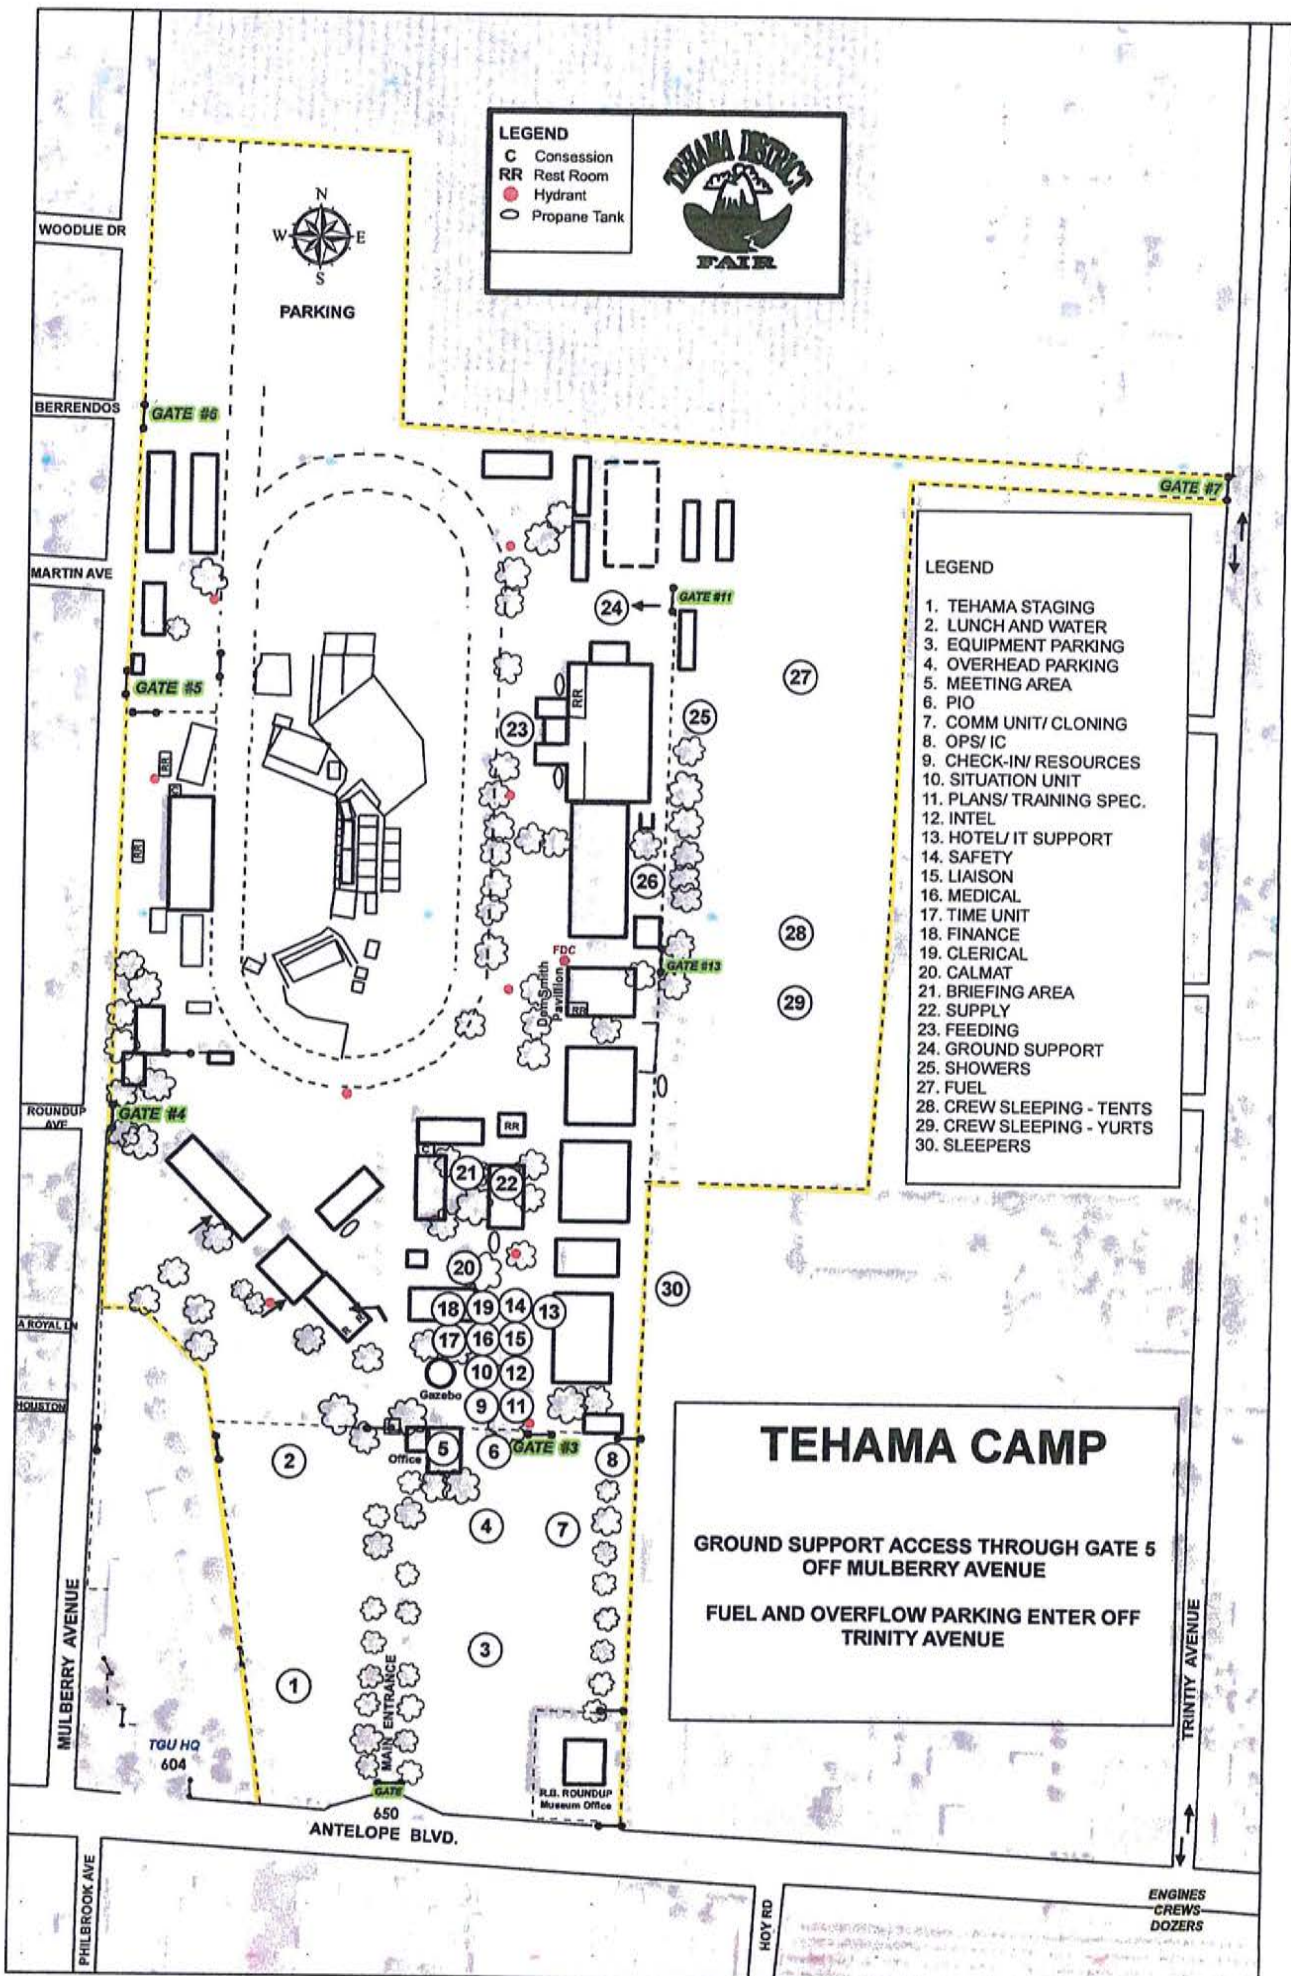 LEGEND
C Consession
RR Rest Room
Hydrant
Propane Tank
TEHAMA DISTRICT
FAIR
N
W E
S
PARKING
WOODLIE DR
BERRENDOS
GATE #6
GATE #7
MARTIN AVE
GATE #5
GATE #11
24
27
25
23
RR
RR
C
RR
26
28
FDC
GATE #13
DemSmith
Pavillion
RR
29
LEGEND
1. TEHAMA STAGING
2. LUNCH AND WATER
3. EQUIPMENT PARKING
4. OVERHEAD PARKING
5. MEETING AREA
6. PIO
7. COMM UNIT/ CLONING
8. OPS/ IC
9. CHECK-IN/ RESOURCES
10. SITUATION UNIT
11. PLANS/ TRAINING SPEC.
12. INTEL
13. HOTEL/ IT SUPPORT
14. SAFETY
15. LIAISON
16. MEDICAL
17. TIME UNIT
18. FINANCE
19. CLERICAL
20. CALMAT
21. BRIEFING AREA
22. SUPPLY
23. FEEDING
24. GROUND SUPPORT
25. SHOWERS
27. FUEL
28. CREW SLEEPING - TENTS
29. CREW SLEEPING - YURTS
30. SLEEPERS
ROUNDUP
AVE
GATE #4
RR
C
21
22
20
30
18 19 14 13
17 16 15
10 12
Gazebo
9 11
R R
A ROYAL LN
HOUSTON
2
Office
5
6
GATE #3
8
4
7
3
1
MAIN ENTRANCE
MULBERRY AVENUE
TGU HQ
604
GATE
650
ANTELOPE BLVD.
R.B. ROUNDUP
Museum Office
TEHAMA CAMP
GROUND SUPPORT ACCESS THROUGH GATE 5
OFF MULBERRY AVENUE
FUEL AND OVERFLOW PARKING ENTER OFF
TRINITY AVENUE
TRINTIY AVENUE
PHILBROOK AVE
HOY RD
ENGINES
CREWS
DOZERS